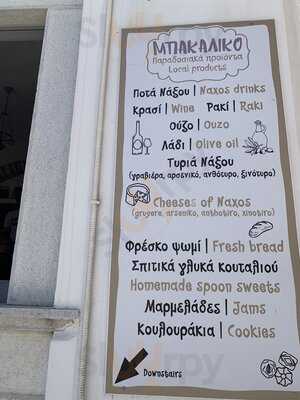 ΜΠΑΚΑΛΙΚΟ
Παραδοσιακά προϊόντα
Local products
Ποτά Νάξου | Naxos drinks
Κρασί | Wine Ρακί | Raki
Ούζο | Ouzo
Λάδι | Olive oil
Τυριά Νάξου
(γραβιέρα, αρσενικό, ανθότυρο, ξινότυρο)
Cheeses of Naxos
(gruyere, arseniko, anthotiro, xinotiro)
Φρέσκο ψωμί | Fresh bread
Σπιτικά γλυκά κουταλιού
Homemade spoon sweets
Μαρμελάδες | Jams
Κουλουράκια | Cookies
Downstairs